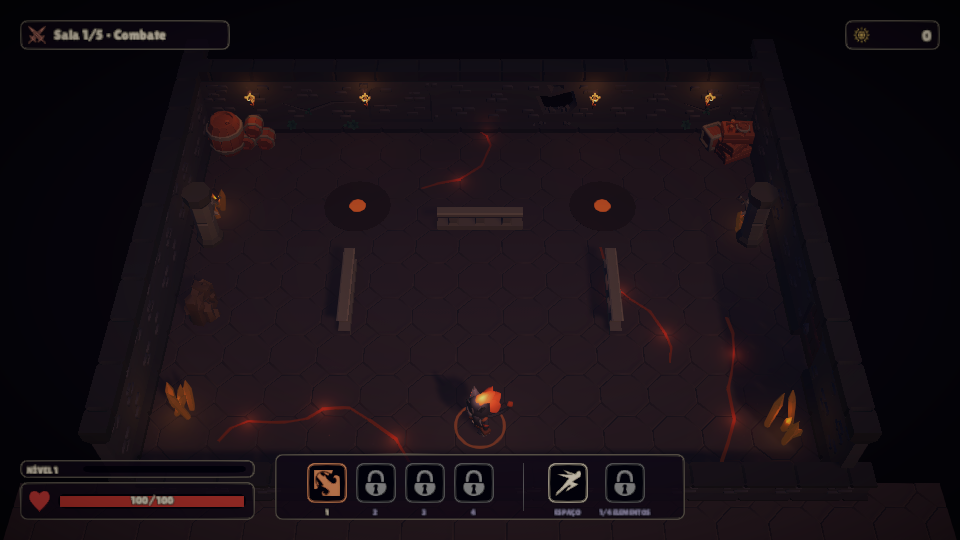 Sala 1/5 - Combate
0
NÍVEL 1
100/100
1
2
3
4
ESPAÇO
1/4 ELEMENTOS